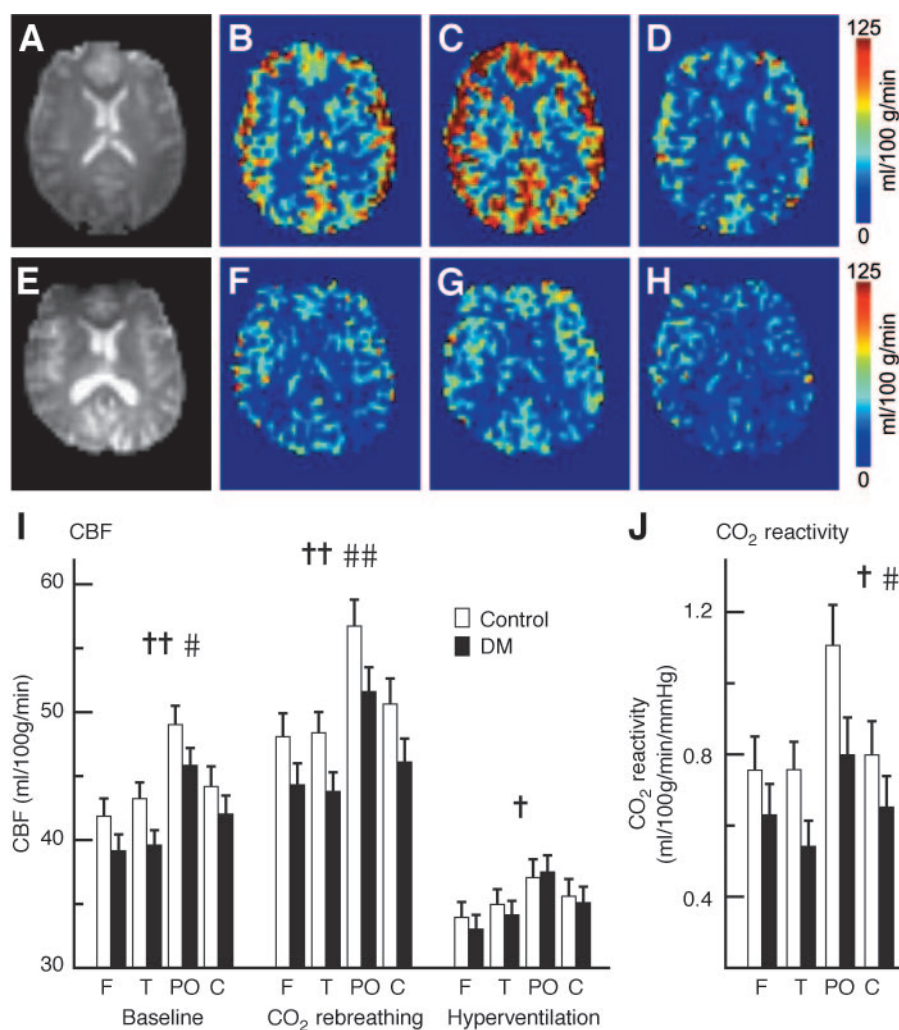 A B C D 125 ml/100 g/min 0
E F G H 125 ml/100 g/min 0
I CBF
†† #
†† ##
†
Control
DM
CBF (ml/100g/min)
60
50
40
30
F T PO C F T PO C F T PO C
Baseline CO₂ rebreathing Hyperventilation
J CO₂ reactivity
† #
CO₂ reactivity
(ml/100g/min/mmHg)
1.2
0.8
0.4
F T PO C